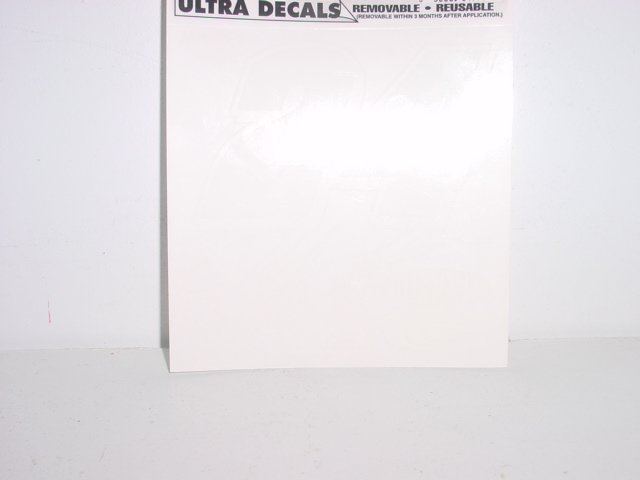 ULTRA DECALS
REMOVABLE • REUSABLE
(REMOVABLE WITHIN 3 MONTHS AFTER APPLICATION.)